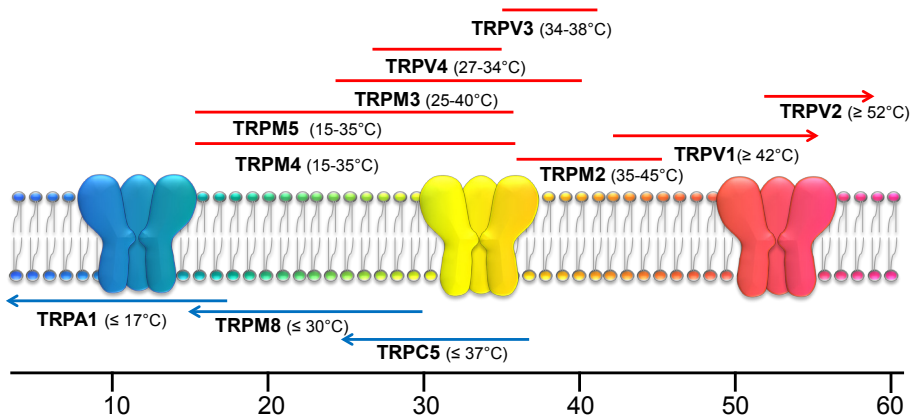 TRPV3 (34-38°C)
TRPV4 (27-34°C)
TRPM3 (25-40°C)
TRPV2 (≥ 52°C)
TRPM5 (15-35°C)
TRPV1(≥ 42°C)
TRPM4 (15-35°C)
TRPM2 (35-45°C)
TRPA1 (≤ 17°C)
TRPM8 (≤ 30°C)
TRPC5 (≤ 37°C)
10 20 30 40 50 60